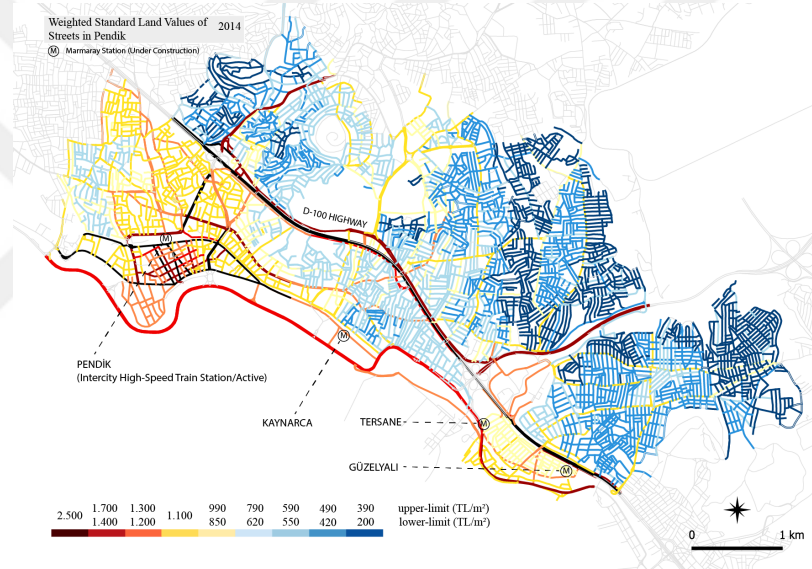 Weighted Standard Land Values of 2014
Streets in Pendik
M Marmaray Station (Under Construction)
D-100 HIGHWAY
M
M
PENDİK
(Intercity High-Speed Train Station/Active)
KAYNARCA
TERSANE
M
GÜZELYALI
M
2.500 1.700 1.300 1.100 990 790 590 490 390 upper-limit (TL/m²)
1.400 1.200 850 620 550 420 200 lower-limit (TL/m²)
0 1 km